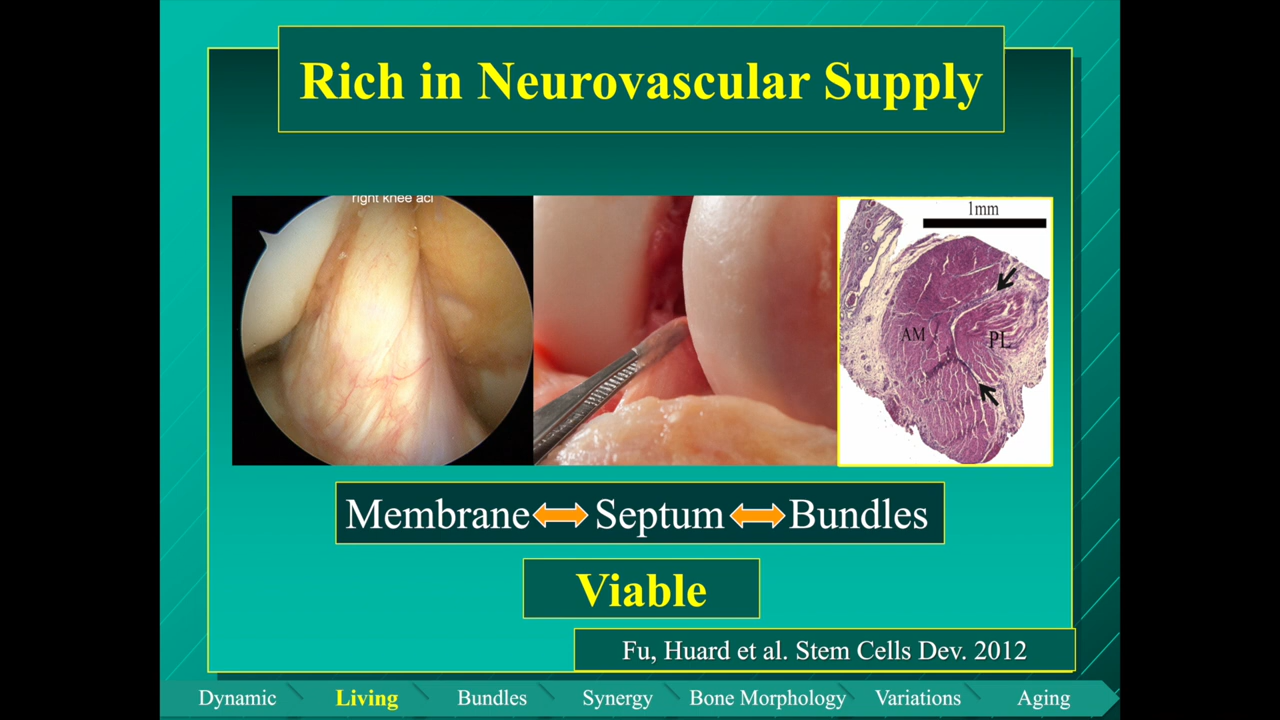 Rich in Neurovascular Supply
right knee acl
1mm
AM
PL
Membrane Septum Bundles
Viable
Fu, Huard et al. Stem Cells Dev. 2012
Dynamic Living Bundles Synergy Bone Morphology Variations Aging